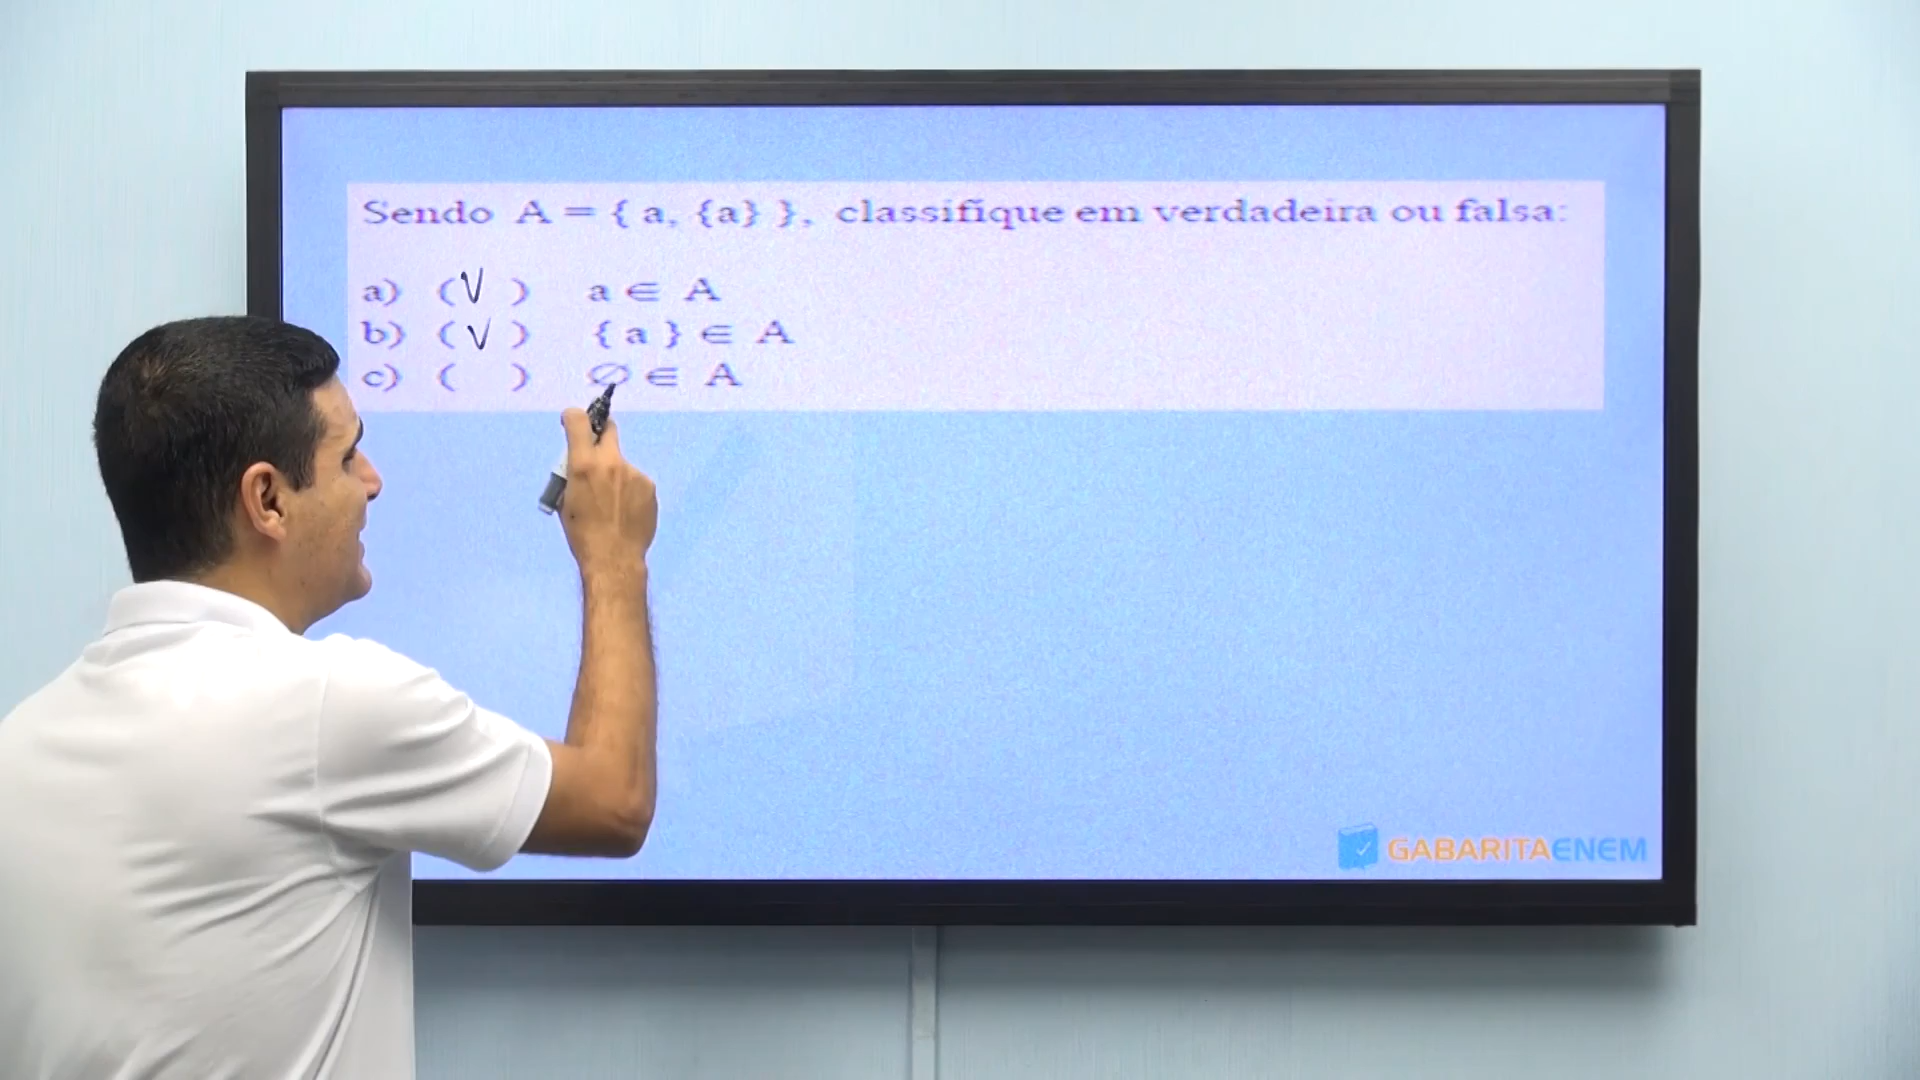 Sendo A = { a, {a} }, classifique em verdadeira ou falsa:
a) (V) a ∈ A
b) (V) { a } ∈ A
c) ( ) ∅ ∈ A
GABARITAENEM